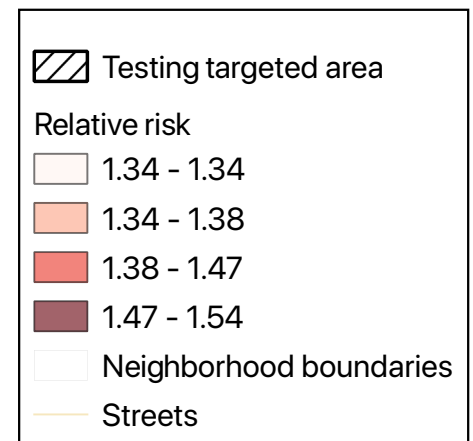 Testing targeted area
Relative risk
1.34 - 1.34
1.34 - 1.38
1.38 - 1.47
1.47 - 1.54
Neighborhood boundaries
Streets